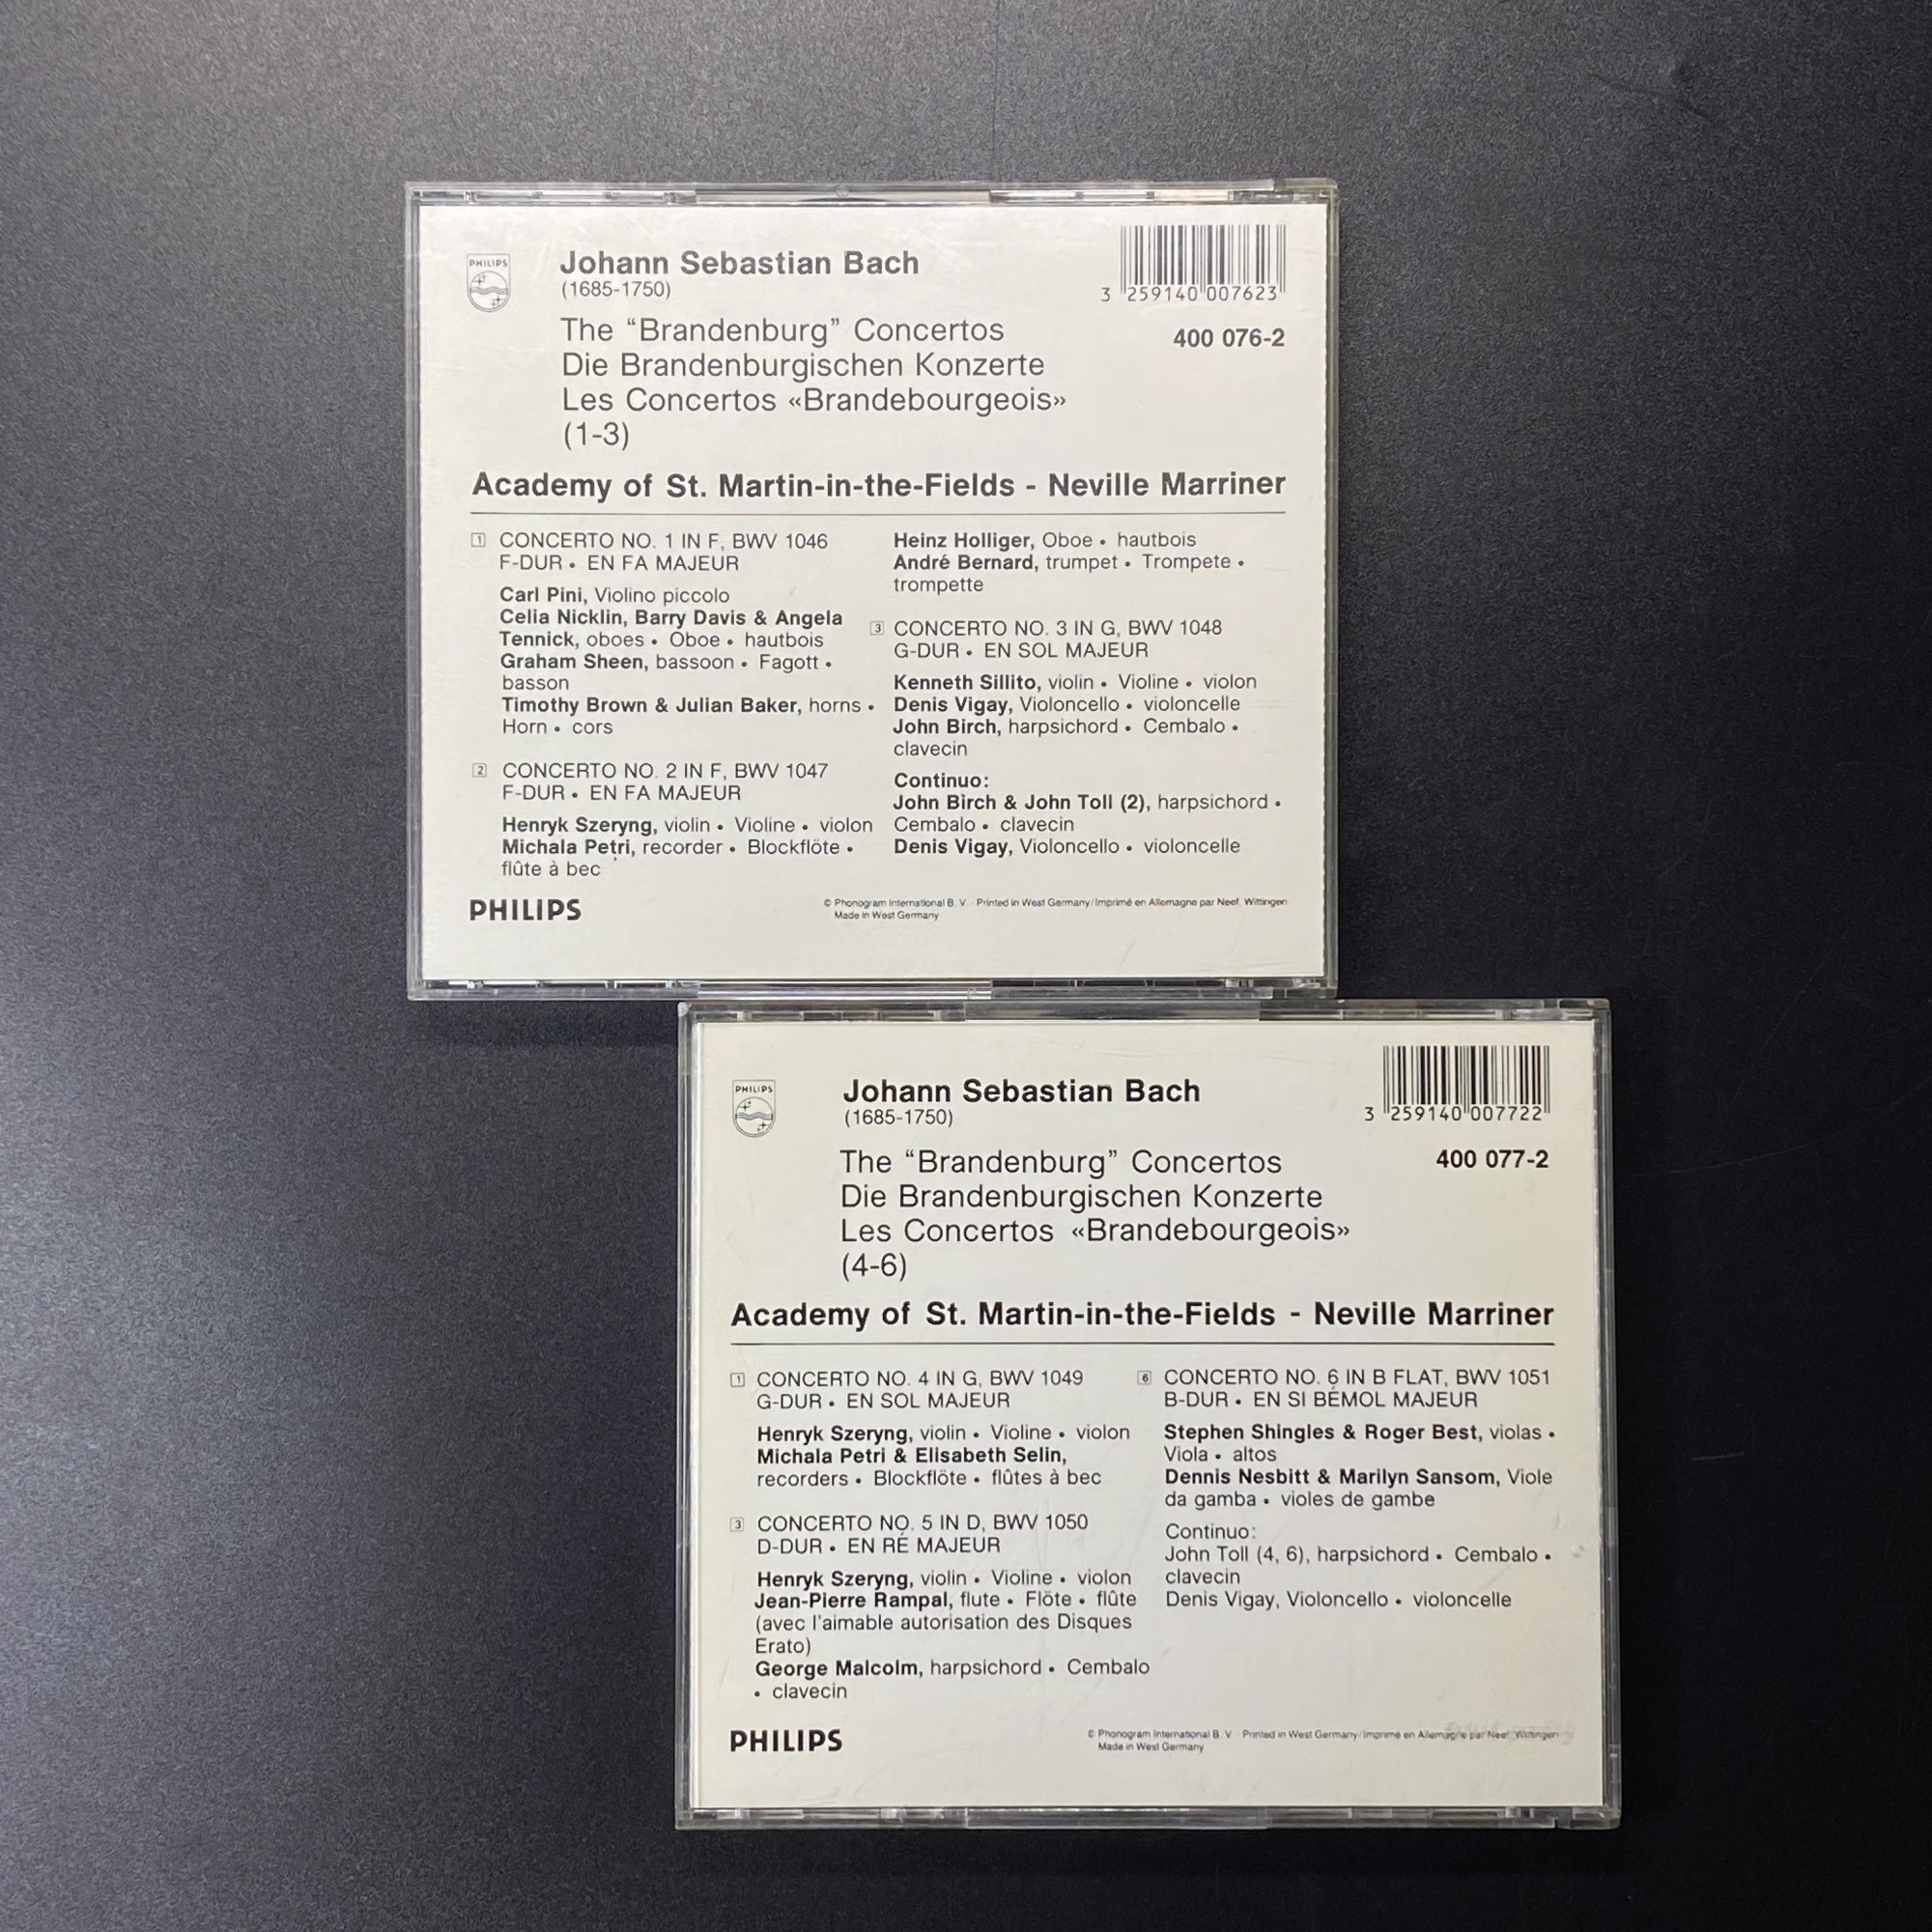 PHILIPS
Johann Sebastian Bach
(1685-1750)
3 259140 007623
The “Brandenburg” Concertos
400 076-2
Die Brandenburgischen Konzerte
Les Concertos «Brandebourgeois»
(1-3)
Academy of St. Martin-in-the-Fields - Neville Marriner
1 CONCERTO NO. 1 IN F, BWV 1046
F-DUR • EN FA MAJEUR
Carl Pini, Violino piccolo
Celia Nicklin, Barry Davis & Angela
Tennick, oboes • Oboe • hautbois
Graham Sheen, bassoon • Fagott •
basson
Timothy Brown & Julian Baker, horns •
Horn • cors
2 CONCERTO NO. 2 IN F, BWV 1047
F-DUR • EN FA MAJEUR
Henryk Szeryng, violin • Violine • violon
Michala Petri, recorder • Blockflöte •
flûte à bec
Heinz Holliger, Oboe • hautbois
André Bernard, trumpet • Trompete •
trompette
3 CONCERTO NO. 3 IN G, BWV 1048
G-DUR • EN SOL MAJEUR
Kenneth Sillito, violin • Violine • violon
Denis Vigay, Violoncello • violoncelle
John Birch, harpsichord • Cembalo •
clavecin
Continuo:
John Birch & John Toll (2), harpsichord •
Cembalo • clavecin
Denis Vigay, Violoncello • violoncelle
PHILIPS
© Phonogram International B. V. Printed in West Germany/Imprimé en Allemagne par Neef, Wittingen
Made in West Germany
PHILIPS
Johann Sebastian Bach
(1685-1750)
3 259140 007722
The “Brandenburg” Concertos
400 077-2
Die Brandenburgischen Konzerte
Les Concertos «Brandebourgeois»
(4-6)
Academy of St. Martin-in-the-Fields - Neville Marriner
1 CONCERTO NO. 4 IN G, BWV 1049
G-DUR • EN SOL MAJEUR
Henryk Szeryng, violin • Violine • violon
Michala Petri & Elisabeth Selin,
recorders • Blockflöte • flûtes à bec
3 CONCERTO NO. 5 IN D, BWV 1050
D-DUR • EN RÉ MAJEUR
Henryk Szeryng, violin • Violine • violon
Jean-Pierre Rampal, flute • Flöte • flûte
(avec l'aimable autorisation des Disques
Erato)
George Malcolm, harpsichord • Cembalo
• clavecin
6 CONCERTO NO. 6 IN B FLAT, BWV 1051
B-DUR • EN SI BÉMOL MAJEUR
Stephen Shingles & Roger Best, violas •
Viola • altos
Dennis Nesbitt & Marilyn Sansom, Viole
da gamba • violes de gambe
Continuo:
John Toll (4, 6), harpsichord • Cembalo •
clavecin
Denis Vigay, Violoncello • violoncelle
PHILIPS
© Phonogram International B. V. Printed in West Germany/Imprimé en Allemagne par Neef, Wittingen
Made in West Germany